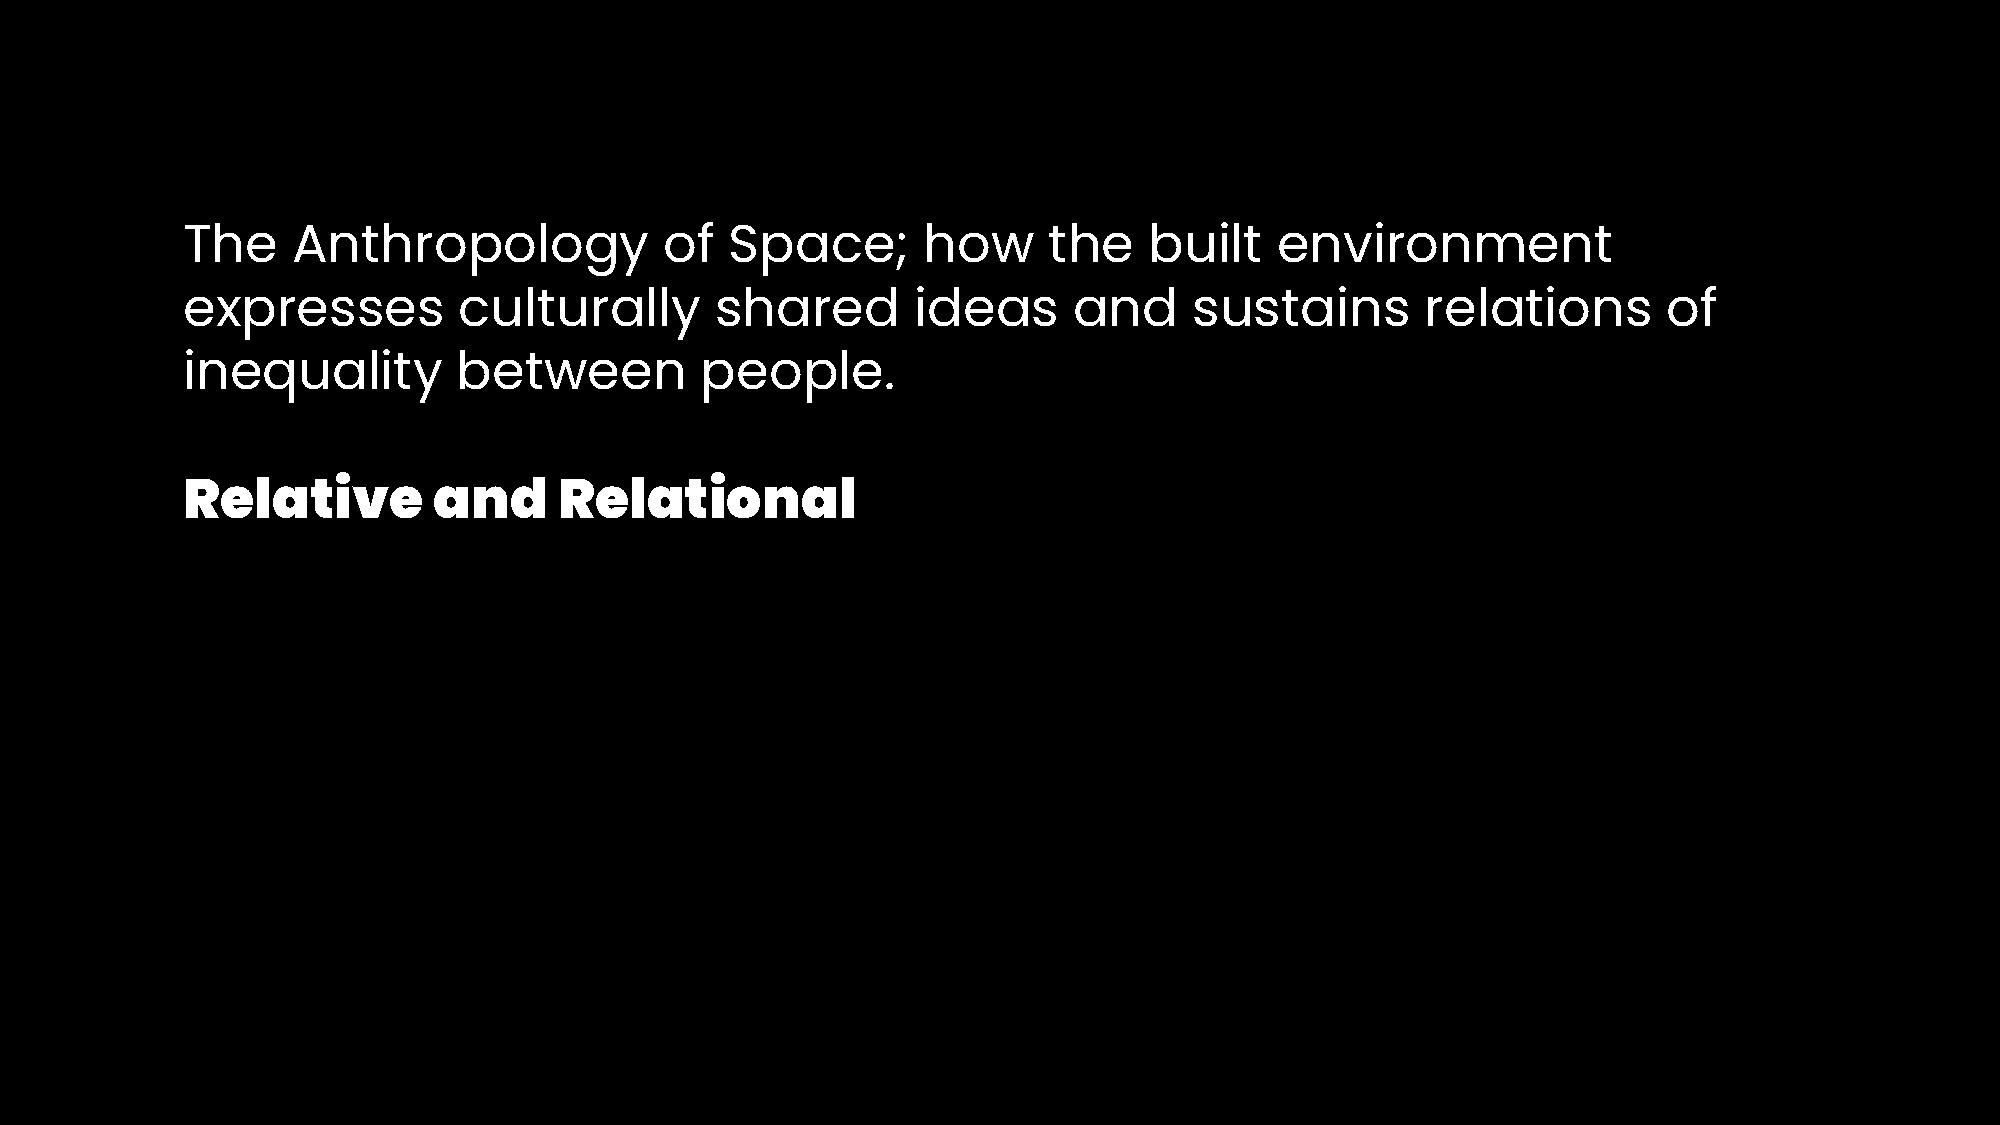 The Anthropology of Space; how the built environment
expresses culturally shared ideas and sustains relations of
inequality between people.
Relative and Relational